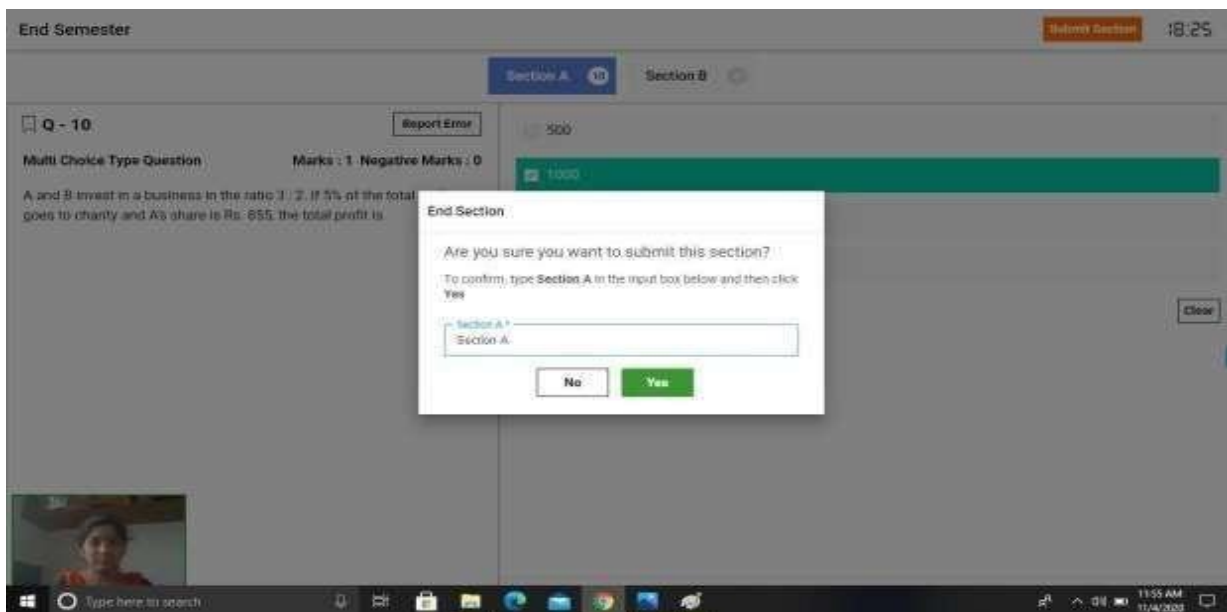 End Semester
Submit Section
18:25
Section A 10
Section B
Q - 10
Report Error
Multi Choice Type Question
Marks : 1 Negative Marks : 0
A and B invest in a business in the ratio 3 : 2. If 5% of the total
goes to charity and A's share is Rs. 855, the total profit is
500
1000
End Section
Are you sure you want to submit this section?
To confirm, type Section A in the input box below and then click
Yes
Section A *
Section A
No
Yes
Clear
Type here to search
11:55 AM